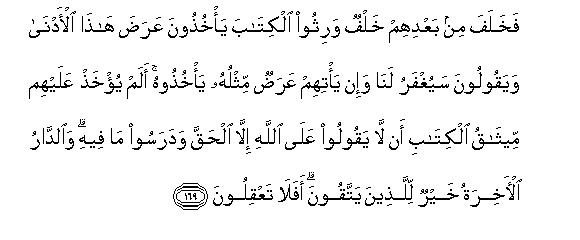 فَخَلَفَ مِنۢ بَعْدِهِمْ خَلْفٌ وَرِثُوا۟ ٱلْكِتَٰبَ يَأْخُذُونَ عَرَضَ هَٰذَا ٱلْأَدْنَىٰ
وَيَقُولُونَ سَيُغْفَرُ لَنَا وَإِن يَأْتِهِمْ عَرَضٌ مِّثْلُهُۥ يَأْخُذُوهُ ۚ أَلَمْ يُؤْخَذْ عَلَيْهِم
مِّيثَٰقُ ٱلْكِتَٰبِ أَن لَّا يَقُولُوا۟ عَلَى ٱللَّهِ إِلَّا ٱلْحَقَّ وَدَرَسُوا۟ مَا فِيهِ ۗ وَٱلدَّارُ
ٱلْأَخِرَةُ خَيْرٌ لِّلَّذِينَ يَتَّقُونَ ۗ أَفَلَا تَعْقِلُونَ ١٦٩